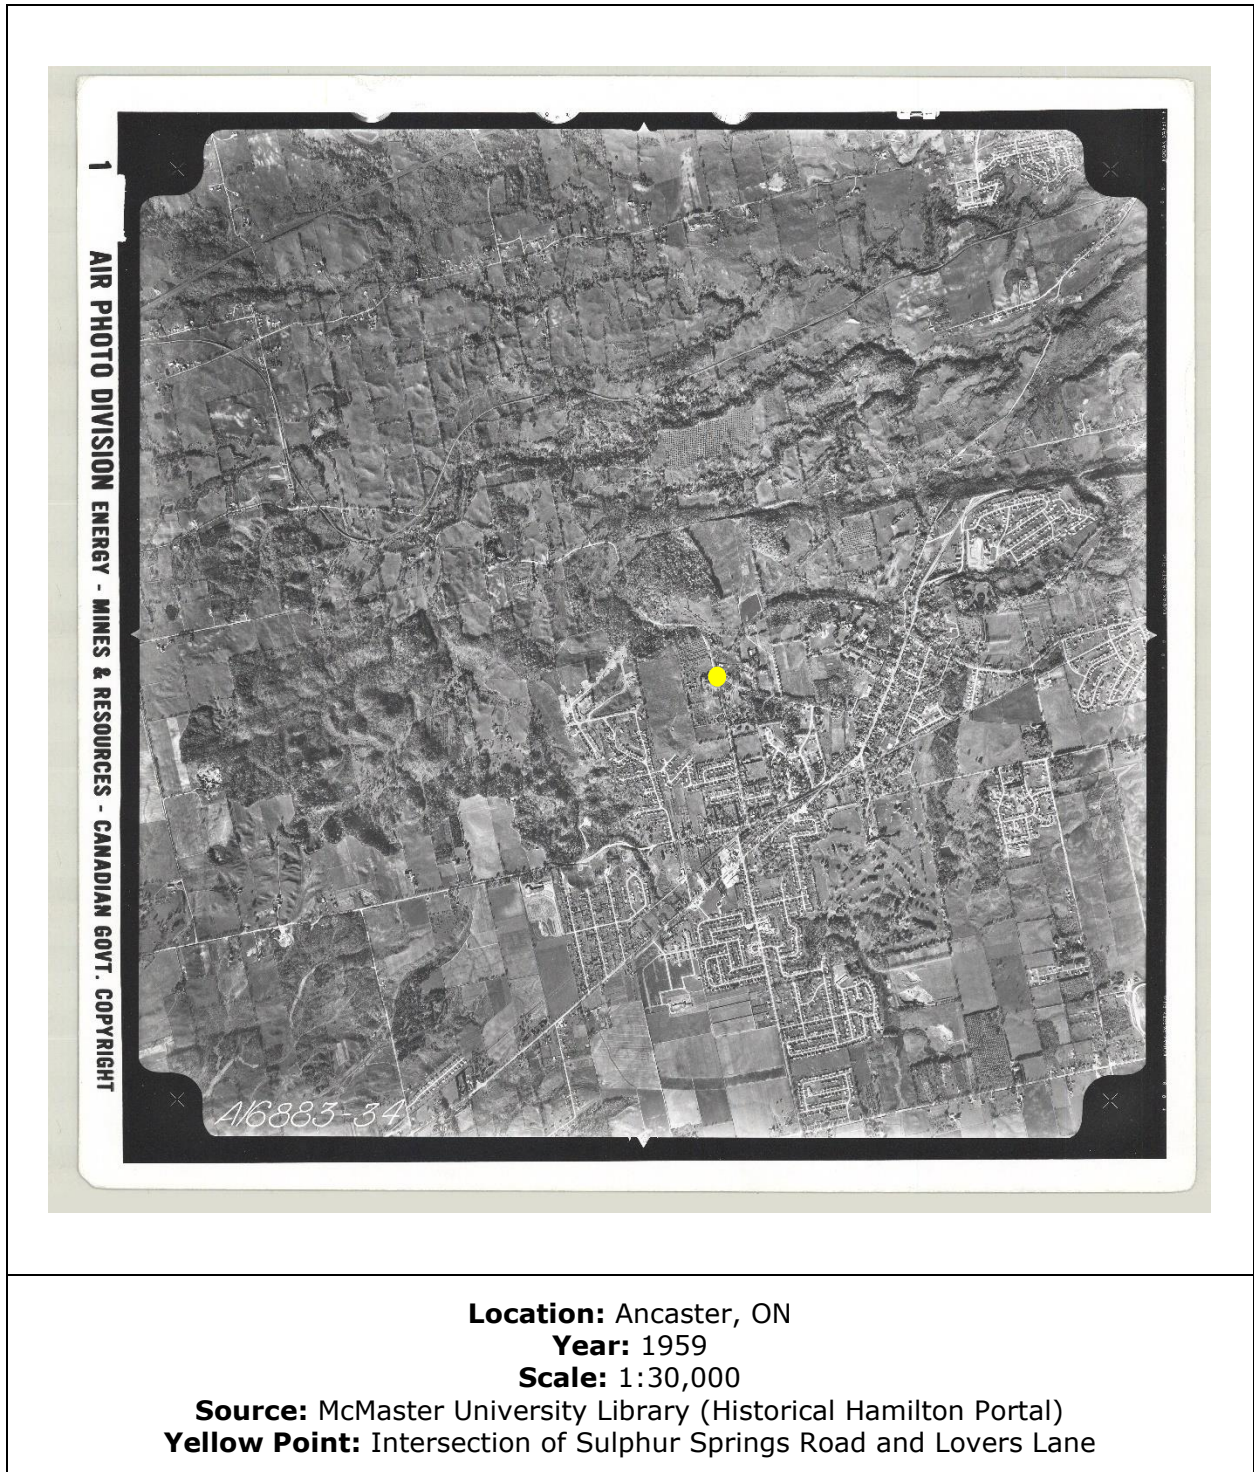 1 AIR PHOTO DIVISION ENERGY - MINES & RESOURCES - CANADIAN GOVT. COPYRIGHT
A16883-34
Location: Ancaster, ON
Year: 1959
Scale: 1:30,000
Source: McMaster University Library (Historical Hamilton Portal)
Yellow Point: Intersection of Sulphur Springs Road and Lovers Lane